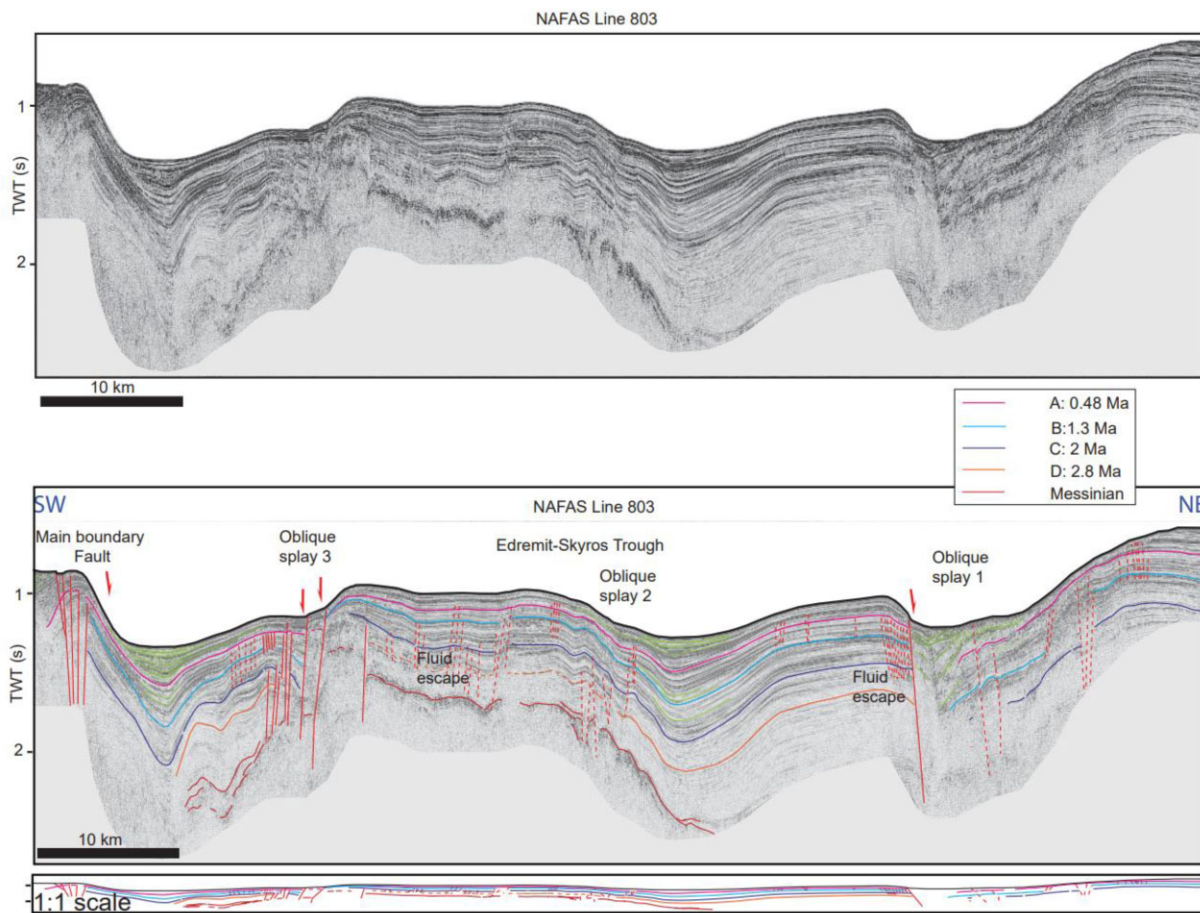 NAFAS Line 803
1
TWT (s)
2
10 km
A: 0.48 Ma
B:1.3 Ma
C: 2 Ma
D: 2.8 Ma
Messinian
SW
NAFAS Line 803
NE
Main boundary
Fault
Oblique
splay 3
Edremit-Skyros Trough
Oblique
splay 2
Oblique
splay 1
1
TWT (s)
Fluid
escape
Fluid
escape
2
10 km
1:1 scale